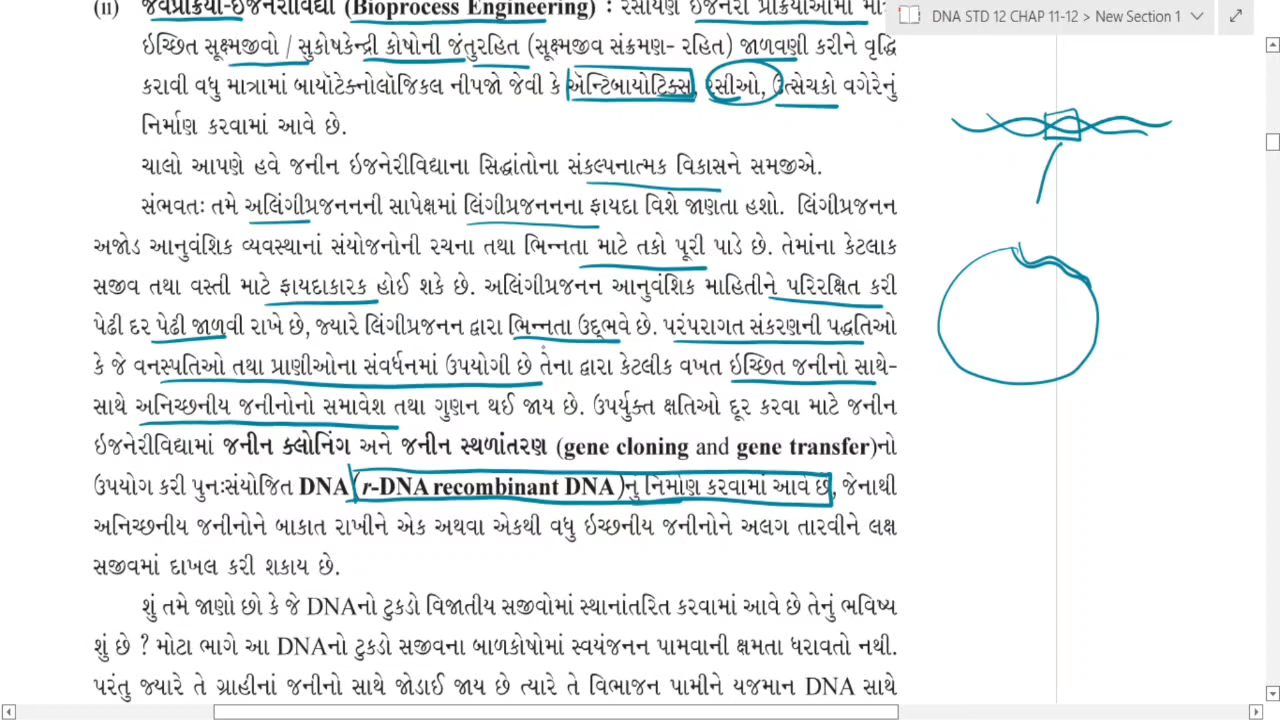 (ii) જૈવપ્રક્રિયા-ઇજનેરીવિદ્યા (Bioprocess Engineering) : રસાયણ ઇજનેરી પ્રક્રિયાઓમાં માત્ર
DNA STD 12 CHAP 11-12 > New Section 1
ઇચ્છિત સૂક્ષ્મજીવો / સુકોષકેન્દ્રી કોષોની જંતુરહિત (સૂક્ષ્મજીવ સંક્રમણ- રહિત) જાળવણી કરીને વૃદ્ધિ
કરાવી વધુ માત્રામાં બાયૉટેક્નોલૉજિકલ નીપજો જેવી કે ઍન્ટિબાયોટિક્સ, રસીઓ, ઉત્સેચકો વગેરેનું
નિર્માણ કરવામાં આવે છે.
ચાલો આપણે હવે જનીન ઇજનેરીવિદ્યાના સિદ્ધાંતોના સંકલ્પનાત્મક વિકાસને સમજીએ.
સંભવતઃ તમે અલિંગીપ્રજનનની સાપેક્ષમાં લિંગીપ્રજનનના ફાયદા વિશે જાણતા હશો. લિંગીપ્રજનન
અજોડ આનુવંશિક વ્યવસ્થાનાં સંયોજનોની રચના તથા ભિન્નતા માટે તકો પૂરી પાડે છે. તેમાંના કેટલાક
સજીવ તથા વસ્તી માટે ફાયદાકારક હોઈ શકે છે. અલિંગીપ્રજનન આનુવંશિક માહિતીને પરિરક્ષિત કરી
પેઢી દર પેઢી જાળવી રાખે છે, જ્યારે લિંગીપ્રજનન દ્વારા ભિન્નતા ઉદ્ભવે છે. પરંપરાગત સંકરણની પદ્ધતિઓ
કે જે વનસ્પતિઓ તથા પ્રાણીઓના સંવર્ધનમાં ઉપયોગી છે તેના દ્વારા કેટલીક વખત ઇચ્છિત જનીનો સાથે-
સાથે અનિચ્છનીય જનીનોનો સમાવેશ તથા ગુણન થઈ જાય છે. ઉપર્યુક્ત ક્ષતિઓ દૂર કરવા માટે જનીન
ઇજનેરીવિદ્યામાં જનીન ક્લોનિંગ અને જનીન સ્થળાંતરણ (gene cloning and gene transfer)નો
ઉપયોગ કરી પુનઃસંયોજિત DNA (r-DNA recombinant DNA)નુ નિર્માણ કરવામાં આવે છે, જેનાથી
અનિચ્છનીય જનીનોને બાકાત રાખીને એક અથવા એકથી વધુ ઇચ્છનીય જનીનોને અલગ તારવીને લક્ષ
સજીવમાં દાખલ કરી શકાય છે.
શું તમે જાણો છો કે જે DNAનો ટુકડો વિજાતીય સજીવોમાં સ્થાનાંતરિત કરવામાં આવે છે તેનું ભવિષ્ય
શું છે ? મોટા ભાગે આ DNAનો ટુકડો સજીવના બાળકોષોમાં સ્વયંજનન પામવાની ક્ષમતા ધરાવતો નથી.
પરંતુ જ્યારે તે ગ્રાહીનાં જનીનો સાથે જોડાઈ જાય છે ત્યારે તે વિભાજન પામીને યજમાન DNA સાથે